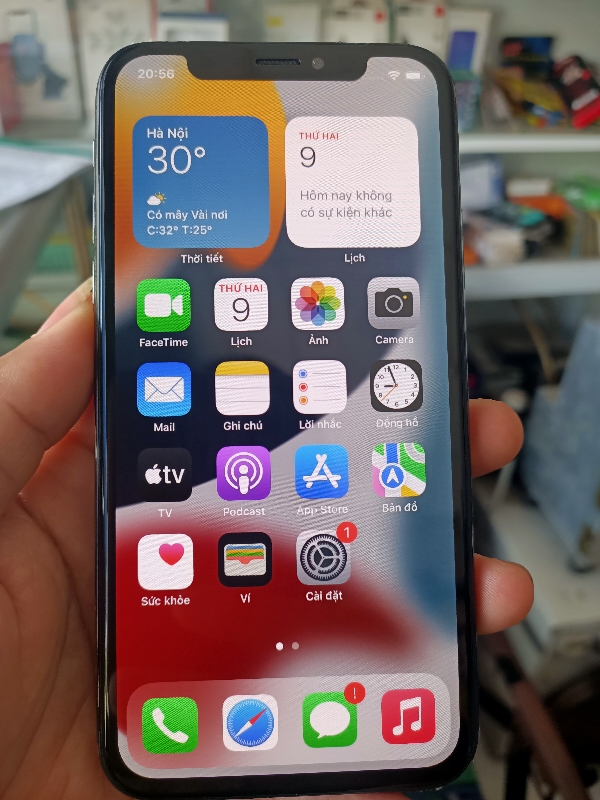 20:56
Hà Nội
30°
Có mây Vài nơi
C:32° T:25°
Thời tiết
THỨ HAI
9
Hôm nay không
có sự kiện khác
Lịch
FaceTime
THỨ HAI
9
Lịch
Ảnh
Camera
Mail
Ghi chú
Lời nhắc
Đồng hồ
tv
TV
Podcast
App Store
Bản đồ
Sức khỏe
Ví
1
Cài đặt
!